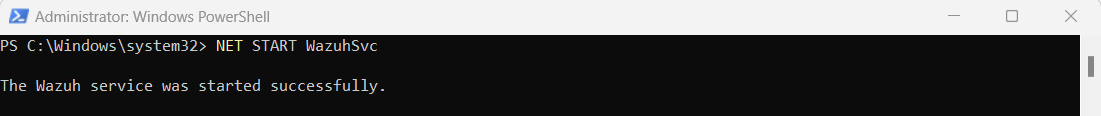 Administrator: Windows PowerShell
PS C:\Windows\system32> NET START WazuhSvc
The Wazuh service was started successfully.